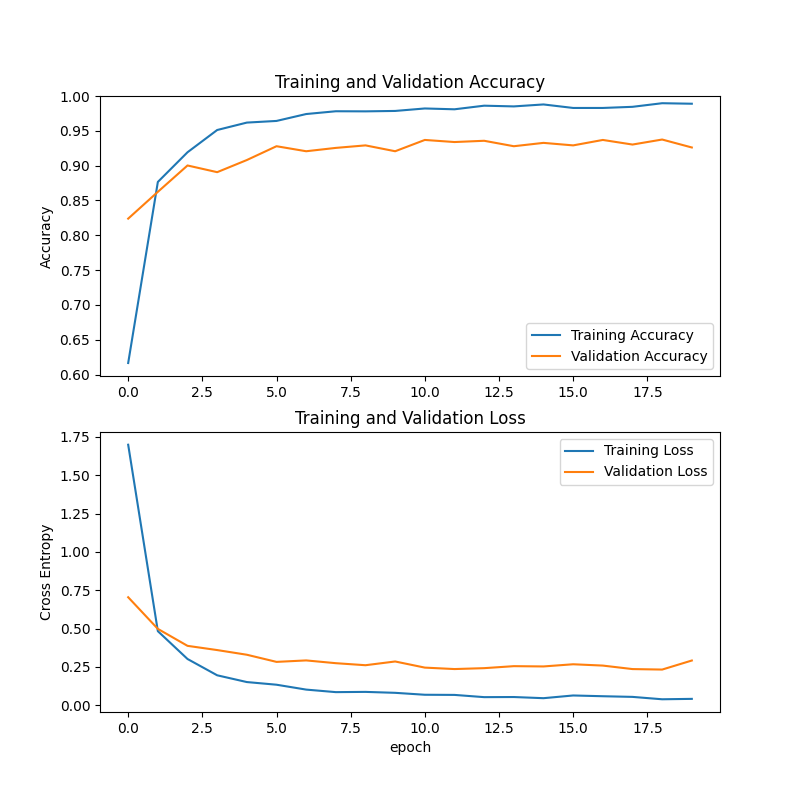 Training and Validation Accuracy
1.00
0.95
0.90
0.85
0.80
0.75
0.70
0.65
0.60
Accuracy
Training Accuracy
Validation Accuracy
0.0 2.5 5.0 7.5 10.0 12.5 15.0 17.5
Training and Validation Loss
1.75
1.50
1.25
1.00
0.75
0.50
0.25
0.00
Cross Entropy
Training Loss
Validation Loss
0.0 2.5 5.0 7.5 10.0 12.5 15.0 17.5
epoch